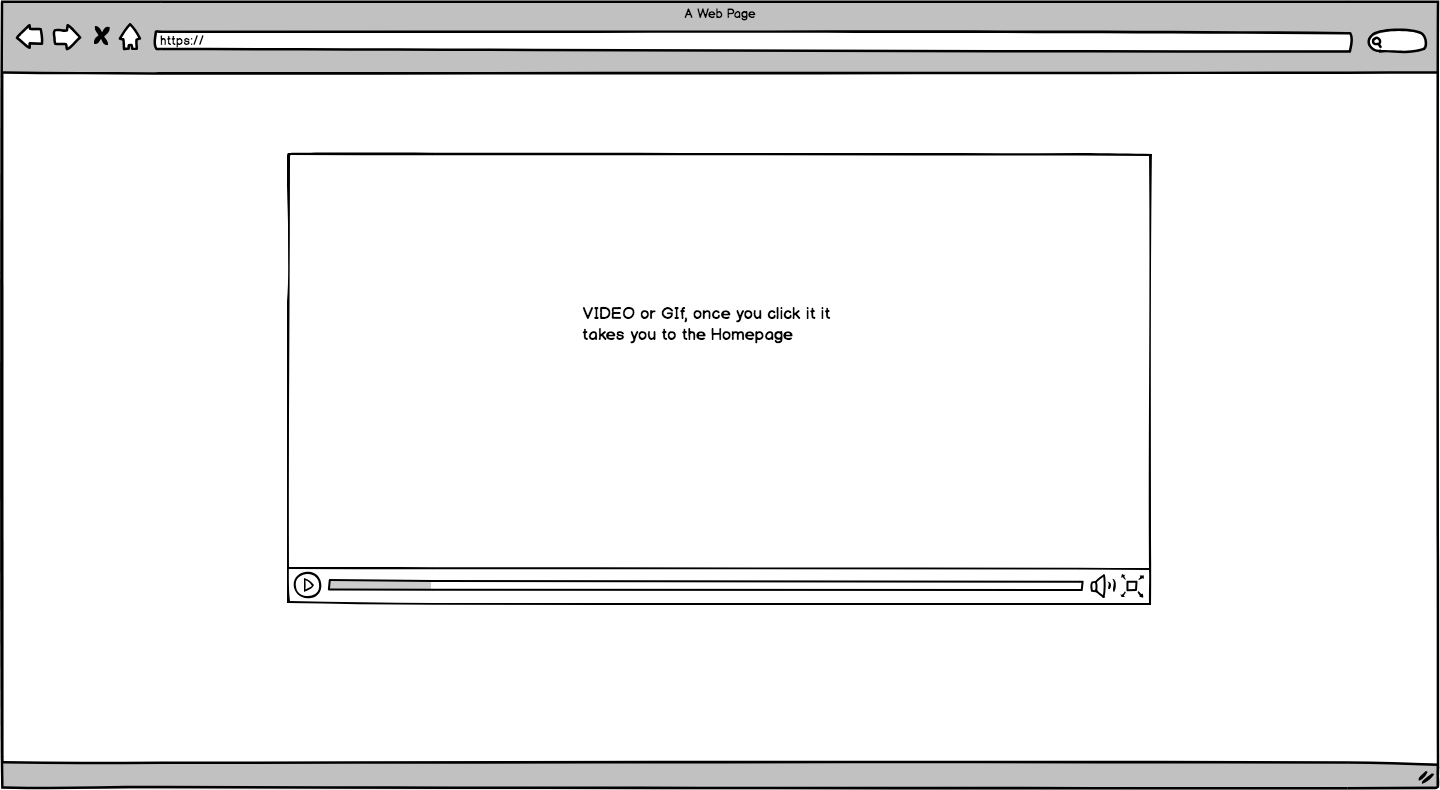 A Web Page
https://
VIDEO or GIf, once you click it it
takes you to the Homepage